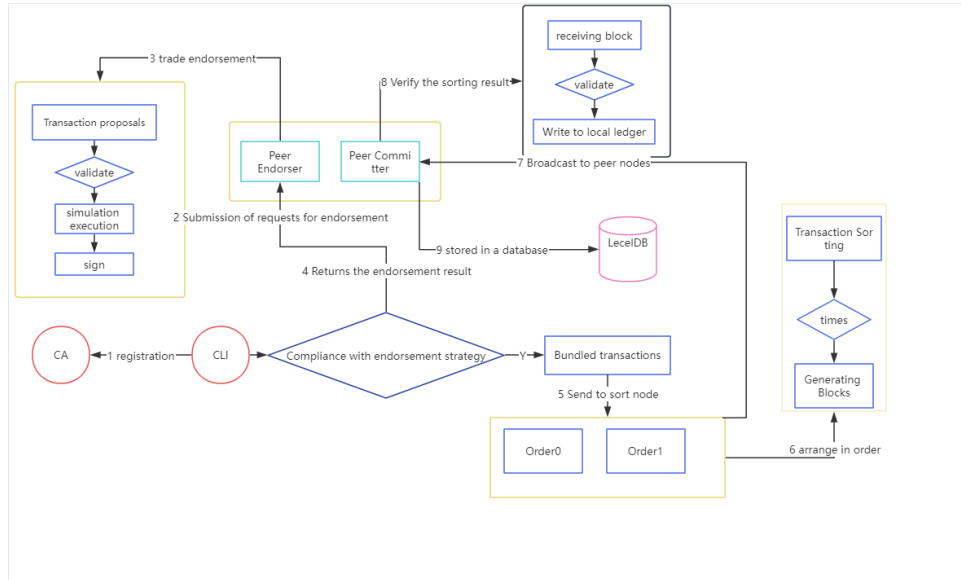 receiving block
3 trade endorsement
8 Verify the sorting result
validate
Transaction proposals
Write to local ledger
Peer
Endorser
Peer Commi
tter
7 Broadcast to peer nodes
validate
simulation
execution
2 Submission of requests for endorsement
Transaction Sor
ting
9 stored in a database
LecelDB
sign
4 Returns the endorsement result
times
CA
1 registration
CLI
Compliance with endorsement strategy
Y
Bundled transactions
Generating
Blocks
5 Send to sort node
Order0
Order1
6 arrange in order